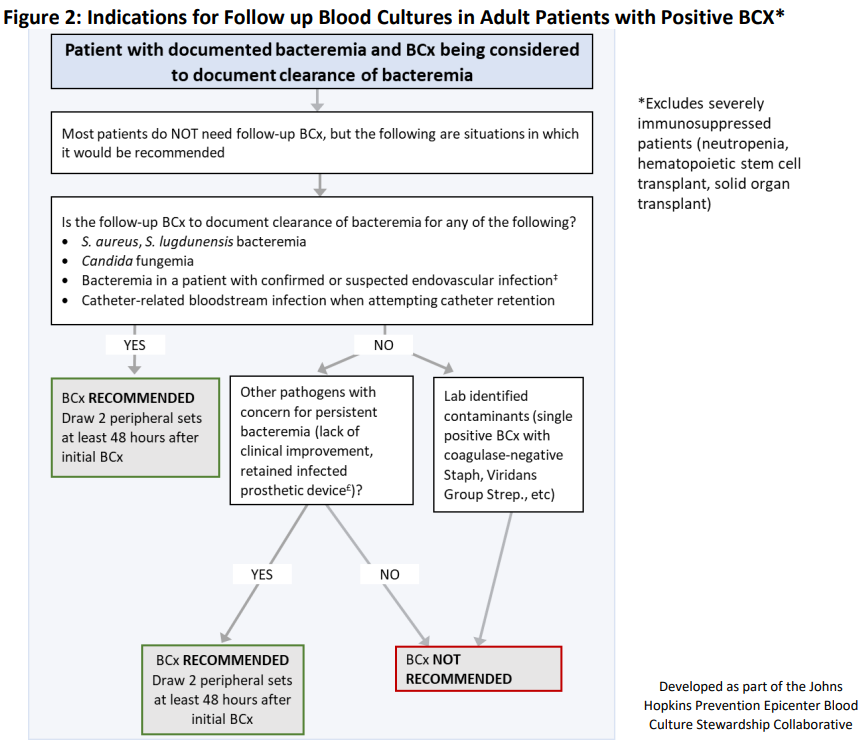 Figure 2: Indications for Follow up Blood Cultures in Adult Patients with Positive BCX*
Patient with documented bacteremia and BCx being considered
to document clearance of bacteremia
*Excludes severely
immunosuppressed
patients (neutropenia,
hematopoietic stem cell
transplant, solid organ
transplant)
Most patients do NOT need follow-up BCx, but the following are situations in which
it would be recommended
Is the follow-up BCx to document clearance of bacteremia for any of the following?
• S. aureus, S. lugdunensis bacteremia
• Candida fungemia
• Bacteremia in a patient with confirmed or suspected endovascular infection‡
• Catheter-related bloodstream infection when attempting catheter retention
YES
NO
BCx RECOMMENDED
Draw 2 peripheral sets
at least 48 hours after
initial BCx
Other pathogens with
concern for persistent
bacteremia (lack of
clinical improvement,
retained infected
prosthetic device£)?
Lab identified
contaminants (single
positive BCx with
coagulase-negative
Staph, Viridans
Group Strep., etc)
YES
NO
BCx RECOMMENDED
Draw 2 peripheral sets
at least 48 hours after
initial BCx
BCx NOT
RECOMMENDED
Developed as part of the Johns
Hopkins Prevention Epicenter Blood
Culture Stewardship Collaborative